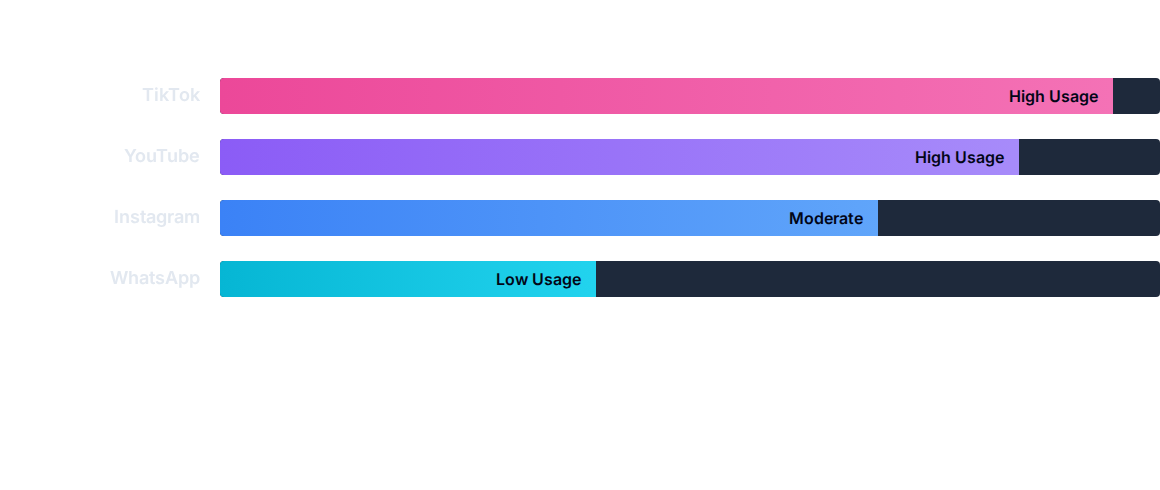 TikTok High Usage
YouTube High Usage
Instagram Moderate
WhatsApp Low Usage